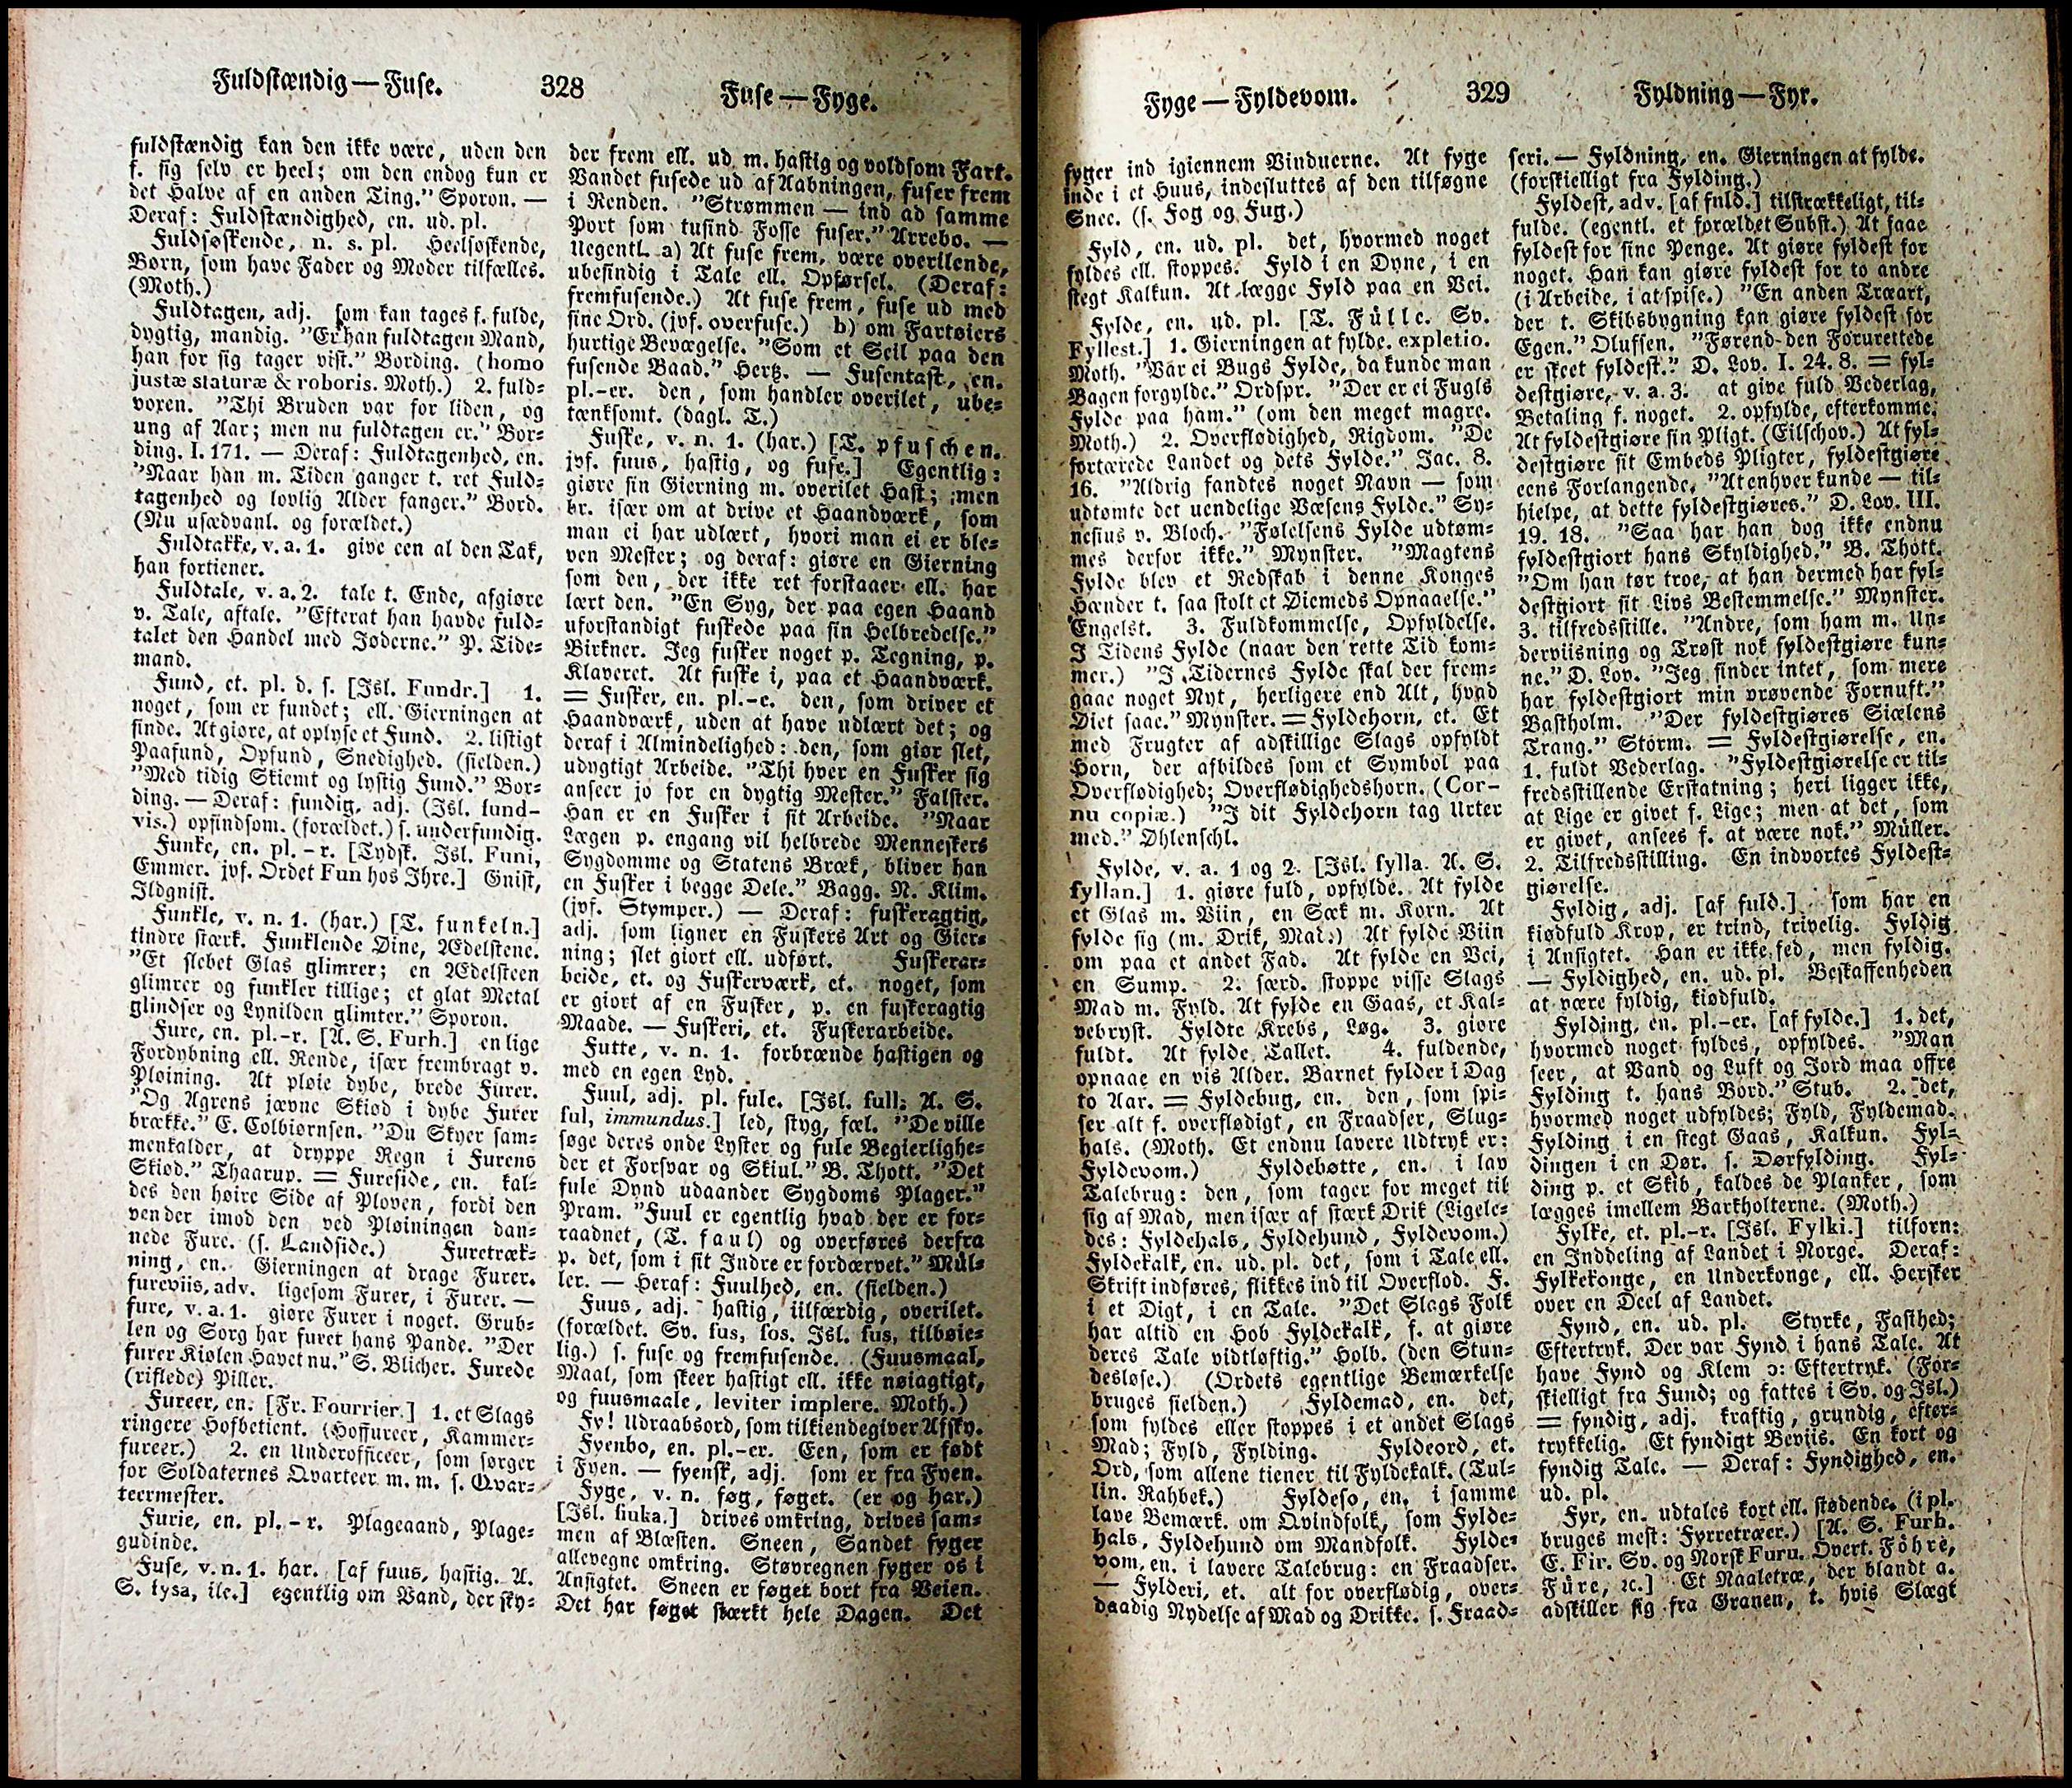 Fuldstændig — Fuse.
328
Fuse — Fyge.
fuldstændig kan den ikke være, uden den
f. sig selv er heel; om den endog kun er
det Halve af en anden Ting." Sporon. —
Deraf: Fuldstændighed, en. ud. pl.
Fuldsøskende, n. s. pl. Heelsøskende,
Børn, som have Fader og Moder tilfælles.
(Moth.)
Fuldtagen, adj. som kan tages f. fulde,
dygtig, mandig. "Er han fuldtagen Mand,
han for sig tager vist." Bording. (homo
justæ staturæ & roboris. Moth.) 2. fuld-
voxen. "Thi Bruden var for liden, og
ung af Aar; men nu fuldtagen er." Bor-
ding. I. 171. — Deraf: Fuldtagenhed, en.
"Naar han m. Tiden ganger t. ret Fuld-
tagenhed og lovlig Alder fanger." Bord.
(Nu usædvanl. og forældet.)
Fuldtakke, v. a. 1. give een al den Tak,
han fortiener.
Fuldtale, v. a. 2. tale t. Ende, afgiøre
v. Tale, aftale. "Efterat han havde fuld-
talet den Handel med Jøderne." P. Tide-
mand.
Fund, et. pl. d. s. [Isl. Fundr.] 1.
noget, som er fundet; ell. Gierningen at
finde. At giøre, at oplyse et Fund. 2. listigt
Paafund, Opfund, Snedighed. (sielden.)
"Med tidig Skiemt og lystig Fund." Bor-
ding. — Deraf: fundig, adj. (Isl. fund-
vis.) opfindsom. (forældet.) s. underfundig.
Funke, en. pl. -r. [Tydsk. Isl. Funi,
Emmer. jvf. Ordet Fun hos Ihre.] Gnist,
Ildgnist.
Funkle, v. n. 1. (har.) [T. funkeln.]
tindre stærk. Funklende Øine, Ædelstene.
"Et slebet Glas glimrer; en Ædelsteen
glimrer og funkler tillige; et glat Metal
glindser og Lynilden glimter." Sporon.
Fure, en. pl.-r. [A. S. Furh.] en lige
Fordybning ell. Rende, især frembragt v.
Pløining. At pløie dybe, brede Furer.
"Og Agrens jævne Skiød i dybe Furer
brække." C. Colbiørnsen. "Du Skyer sam-
menkalder, at dryppe Regn i Furens
Skiød." Thaarup. = Fureside, en. kal-
des den høire Side af Ploven, fordi den
vender imod den ved Pløiningen dan-
nede Fure. (s. Landside.) Furetræk-
ning, en. Gierningen at drage Furer.
fureviis, adv. ligesom Furer, i Furer. —
fure, v. a. 1. giøre Furer i noget. Grub-
len og Sorg har furet hans Pande. "Der
furer Kiølen Havet nu." S. Blicher. Furede
(riflede) Piller.
Fureer, en. [Fr. Fourrier.] 1. et Slags
ringere Hofbetient. (Hoffureer, Kammer-
fureer.) 2. en Underofficeer, som sørger
for Soldaternes Qvarteer m. m. s. Qvar-
teermester.
Furie, en. pl. -r. Plageaand, Plage-
gudinde.
Fuse, v. n. 1. har. [af fuus, hastig. A.
S. fysa, ile.] egentlig om Vand, der sky-
der frem ell. ud m. hastig og voldsom Fart.
Vandet fusede ud af Aabningen, fuser frem
i Renden. "Strømmen — ind ad samme
Port som tusind Fosse fuser." Arrebo. —
Uegentl. a) At fuse frem, være overilende,
ubesindig i Tale ell. Opførsel. (Deraf:
fremfusende.) At fuse frem, fuse ud med
sine Ord. (jvf. overfuse.) b) om Fartøiers
hurtige Bevægelse. "Som et Seil paa den
fusende Baad." Hertz. — Fusentast, en.
pl.-er. den, som handler overilet, ube-
tænksomt. (dagl. T.)
Fuske, v. n. 1. (har.) [T. pfuschen.
jvf. fuus, hastig, og fuse.] Egentlig:
giøre sin Gierning m. overilet Hast; men
br. især om at drive et Haandværk, som
man ei har udlært, hvori man ei er ble-
ven Mester; og deraf: giøre en Gierning
som den, der ikke ret forstaaer ell. har
lært den. "En Syg, der paa egen Haand
uforstandigt fuskede paa sin Helbredelse."
Birkner. Jeg fusker noget p. Tegning, p.
Klaveret. At fuske i, paa et Haandværk.
= Fusker, en. pl.-e. den, som driver et
Haandværk, uden at have udlært det; og
deraf i Almindelighed: den, som giør slet,
udygtigt Arbeide. "Thi hver en Fusker sig
anseer jo for en dygtig Mester." Falster.
Han er en Fusker i sit Arbeide. "Naar
Lægen p. engang vil helbrede Menneskers
Sygdomme og Statens Bræk, bliver han
en Fusker i begge Dele." Bagg. N. Klim.
(jvf. Stymper.) — Deraf: fuskeragtig,
adj. som ligner en Fuskers Art og Gier-
ning; slet giort ell. udført. Fuskerar-
beide, et. og Fuskerværk, et. noget, som
er giort af en Fusker, p. en fuskeragtig
Maade. — Fuskeri, et. Fuskerarbeide.
Futte, v. n. 1. forbrænde hastigen og
med en egen Lyd.
Fuul, adj. pl. fule. [Isl. full; A. S.
ful, immundus.] led, styg, fæl. "De ville
søge deres onde Lyster og fule Begierlighe-
der et Forsvar og Skiul." B. Thott. "Det
fule Dynd udaander Sygdoms Plager."
Pram. "Fuul er egentlig hvad der er for-
raadnet, (T. faul) og overføres derfra
p. det, som i sit Indre er fordærvet." Mül-
ler. — Heraf: Fuulhed, en. (sielden.)
Fuus, adj. hastig, iilfærdig, overilet.
(forældet. Sv. fus, fos. Isl. fus, tilbøie-
lig.) s. fuse og fremfusende. (Fuusmaal,
Maal, som skeer hastigt ell. ikke nøiagtigt,
og fuusmaale, leviter implere. Moth.)
Fy! Udraabsord, som tilkiendegiver Afsky.
Fyenbo, en. pl.-er. Een, som er født
i Fyen. — fyensk, adj. som er fra Fyen.
Fyge, v. n. føg, føget. (er og har.)
[Isl. fiuka.] drives omkring, drives sam-
men af Blæsten. Sneen, Sandet fyger
allevegne omkring. Støvregnen fyger os i
Ansigtet. Sneen er føget bort fra Veien.
Det har føget stærkt hele Dagen. Det
Fyge — Fyldevom.
329
Fyldning — Fyr.
fyger ind igiennem Vinduerne. At fyge
inde i et Huus, indesluttes af den tilføgne
Snee. (s. Fog og Fug.)
Fyld, en. ud. pl. det, hvormed noget
fyldes ell. stoppes. Fyld i en Dyne, i en
stegt Kalkun. At lægge Fyld paa en Vei.
Fylde, en. ud. pl. [T. Fülle. Sv.
Fyllest.] 1. Gierningen at fylde. expletio.
Moth. "Var ei Bugs Fylde, da kunde man
Bagen forgylde." Ordspr. "Der er ei Fugls
Fylde paa ham." (om den meget magre.
Moth.) 2. Overflødighed, Rigdom. "De
fortærede Landet og dets Fylde." Jac. 8.
16. "Aldrig fandtes noget Navn — som
udtømte det uendelige Væsens Fylde." Sy-
nesius v. Bloch. "Følelsens Fylde udtøm-
mes derfor ikke." Mynster. "Magtens
Fylde blev et Redskab i denne Konges
Hænder t. saa stolt et Øiemeds Opnaaelse."
Engelst. 3. Fuldkommelse, Opfyldelse.
I Tidens Fylde (naar den rette Tid kom-
mer.) "I Tidernes Fylde skal der frem-
gaae noget Nyt, herligere end Alt, hvad
Øiet saae." Mynster. = Fyldehorn, et. Et
med Frugter af adskillige Slags opfyldt
Horn, der afbildes som et Symbol paa
Overflødighed; Overflødighedshorn. (Cor-
nu copiæ.) "I dit Fyldehorn tag Urter
med." Øhlenschl.
Fylde, v. a. 1 og 2. [Isl. fylla. A. S.
fyllan.] 1. giøre fuld, opfylde. At fylde
et Glas m. Viin, en Sæk m. Korn. At
fylde sig (m. Drik, Mad.) At fylde Viin
om paa et andet Fad. At fylde en Vei,
en Sump. 2. særd. stoppe visse Slags
Mad m. Fyld. At fylde en Gaas, et Kal-
vebryst. Fyldte Krebs, Løg. 3. giøre
fuldt. At fylde Tallet. 4. fuldende,
opnaae en vis Alder. Barnet fylder i Dag
to Aar. = Fyldebug, en. den, som spi-
ser alt f. overflødigt, en Fraadser, Slug-
hals. (Moth. Et endnu lavere Udtryk er:
Fyldevom.) Fyldebøtte, en. i lav
Talebrug: den, som tager for meget til
sig af Mad, men især af stærk Drik (Ligele-
des: Fyldehals, Fyldehund, Fyldevom.)
Fyldekalk, en. ud. pl. det, som i Tale ell.
Skrift indføres, flikkes ind til Overflod. F.
i et Digt, i en Tale. "Det Slags Folk
har altid en Hob Fyldekalk, f. at giøre
deres Tale vidtløftig." Holb. (den Stun-
desløse.) (Ordets egentlige Bemærkelse
bruges sielden.) Fyldemad, en. det,
som fyldes eller stoppes i et andet Slags
Mad; Fyld, Fylding. Fyldeord, et.
Ord, som allene tiener til Fyldekalk. (Tul-
lin. Rahbek.) Fyldeso, en, i samme
lave Bemærk. om Qvindfolk, som Fylde-
hals, Fyldehund om Mandfolk. Fylde-
vom, en. i lavere Talebrug: en Fraadser.
— Fylderi, et. alt for overflødig, over-
daadig Nydelse af Mad og Drikke. s. Fraad-
seri. — Fyldning, en. Gierningen at fylde.
(forskielligt fra Fylding.)
Fyldest, adv. [af fuld.] tilstrækkeligt, til-
fulde. (egentl. et forældet Subst.) At faae
fyldest for sine Penge. At giøre fyldest for
noget. Han kan giøre fyldest for to andre
(i Arbeide, i at spise.) "En anden Træart,
der t. Skibsbygning kan giøre fyldest for
Egen." Olufsen. "Førend den Forurettede
er skeet fyldest." D. Lov. I. 24. 8. = fyl-
destgiøre, v. a. 3. at give fuld Vederlag,
Betaling f. noget. 2. opfylde, efterkomme.
At fyldestgiøre sin Pligt. (Eilschov.) At fyl-
destgiøre sit Embeds Pligter, fyldestgiøre
eens Forlangende. "At enhver kunde — til-
hielpe, at dette fyldestgiøres." D. Lov. III.
19. 18. "Saa har han dog ikke endnu
fyldestgiort hans Skyldighed." B. Thott.
"Om han tør troe, at han dermed har fyl-
destgiort sit Livs Bestemmelse." Mynster.
3. tilfredsstille. "Andre, som ham m. Un-
derviisning og Trøst nok fyldestgiøre kun-
ne." D. Lov. "Jeg finder intet, som mere
har fyldestgiort min prøvende Fornuft."
Bastholm. "Der fyldestgiøres Siælens
Trang." Storm. = Fyldestgiørelse, en.
1. fuldt Vederlag. "Fyldestgiørelse er til-
fredsstillende Erstatning; heri ligger ikke,
at Lige er givet f. Lige; men at det, som
er givet, ansees f. at være nok." Müller.
2. Tilfredsstilling. En indvortes Fyldest-
giørelse.
Fyldig, adj. [af fuld.] som har en
kiødfuld Krop, er trind, trivelig. Fyldig
i Ansigtet. Han er ikke fed, men fyldig.
— Fyldighed, en. ud. pl. Beskaffenheden
at være fyldig, kiødfuld.
Fylding, en. pl.-er. [af fylde.] 1. det,
hvormed noget fyldes, opfyldes. "Man
seer, at Vand og Luft og Jord maa offre
Fylding t. hans Bord." Stub. 2. det,
hvormed noget udfyldes; Fyld, Fyldemad.
Fylding i en stegt Gaas, Kalkun. Fyl-
dingen i en Dør. s. Dørfylding. Fyl-
ding p. et Skib, kaldes de Planker, som
lægges imellem Barkholterne. (Moth.)
Fylke, et. pl.-r. [Isl. Fylki.] tilforn:
en Inddeling af Landet i Norge. Deraf:
Fylkekonge, en Underkonge, ell. Hersker
over en Deel af Landet.
Fynd, en. ud. pl. Styrke, Fasthed;
Eftertryk. Der var Fynd i hans Tale. At
have Fynd og Klem ɔ: Eftertryk. (For-
skielligt fra Fund; og fattes i Sv. og Isl.)
= fyndig, adj. kraftig, grundig, efter-
trykkelig. Et fyndigt Beviis. En kort og
fyndig Tale. — Deraf: Fyndighed, en.
ud. pl.
Fyr, en. udtales kort ell. stødende. (i pl.
bruges mest: Fyrretræer.) [A. S. Furh.
E. Fir. Sv. og Norsk Furu. Overt. Föhre,
Füre, ꝛc.] Et Naaletræ, der blandt a.
adskiller sig fra Granen, t. hvis Slægt